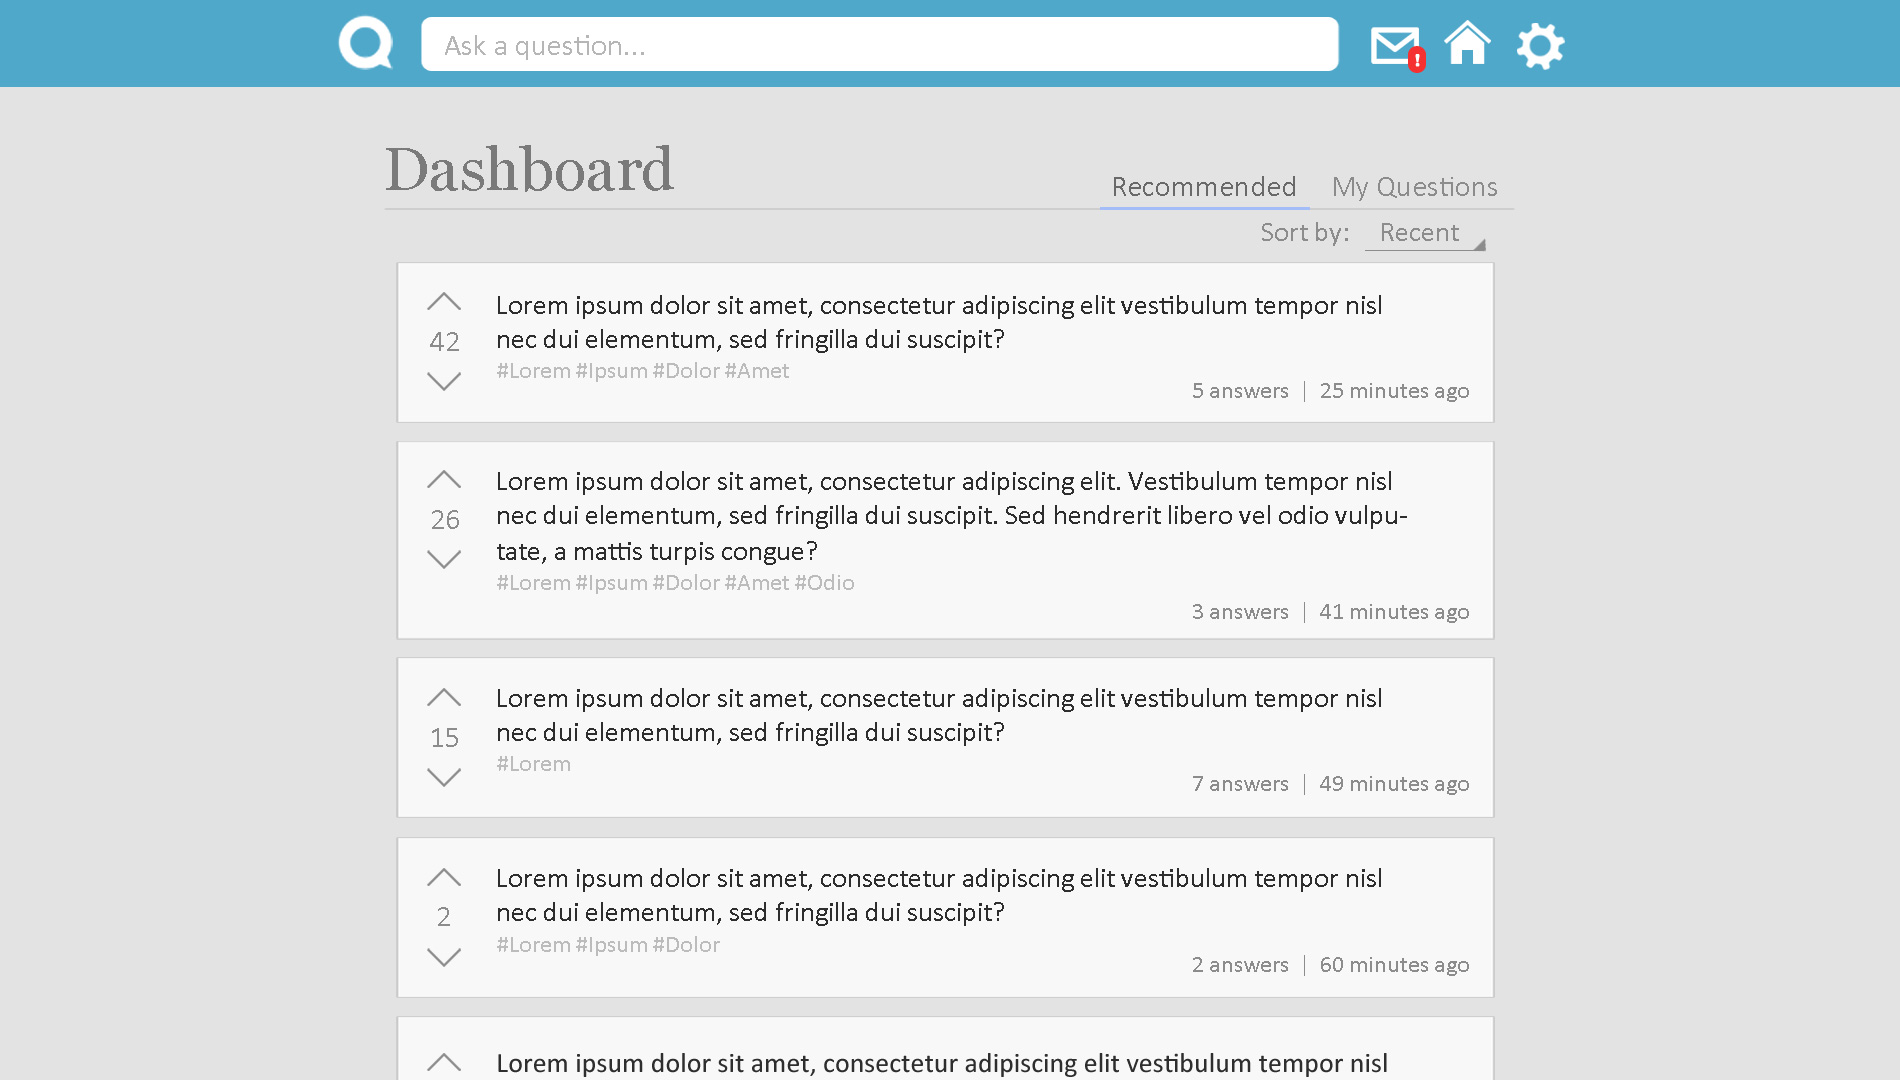 Ask a question...
Dashboard
Recommended
My Questions
Sort by: Recent
Lorem ipsum dolor sit amet, consectetur adipiscing elit vestibulum tempor nisl
nec dui elementum, sed fringilla dui suscipit?
42
#Lorem #Ipsum #Dolor #Amet
5 answers | 25 minutes ago
Lorem ipsum dolor sit amet, consectetur adipiscing elit. Vestibulum tempor nisl
nec dui elementum, sed fringilla dui suscipit. Sed hendrerit libero vel odio vulpu-
tate, a mattis turpis congue?
26
#Lorem #Ipsum #Dolor #Amet #Odio
3 answers | 41 minutes ago
Lorem ipsum dolor sit amet, consectetur adipiscing elit vestibulum tempor nisl
nec dui elementum, sed fringilla dui suscipit?
15
#Lorem
7 answers | 49 minutes ago
Lorem ipsum dolor sit amet, consectetur adipiscing elit vestibulum tempor nisl
nec dui elementum, sed fringilla dui suscipit?
2
#Lorem #Ipsum #Dolor
2 answers | 60 minutes ago
Lorem ipsum dolor sit amet, consectetur adipiscing elit vestibulum tempor nisl